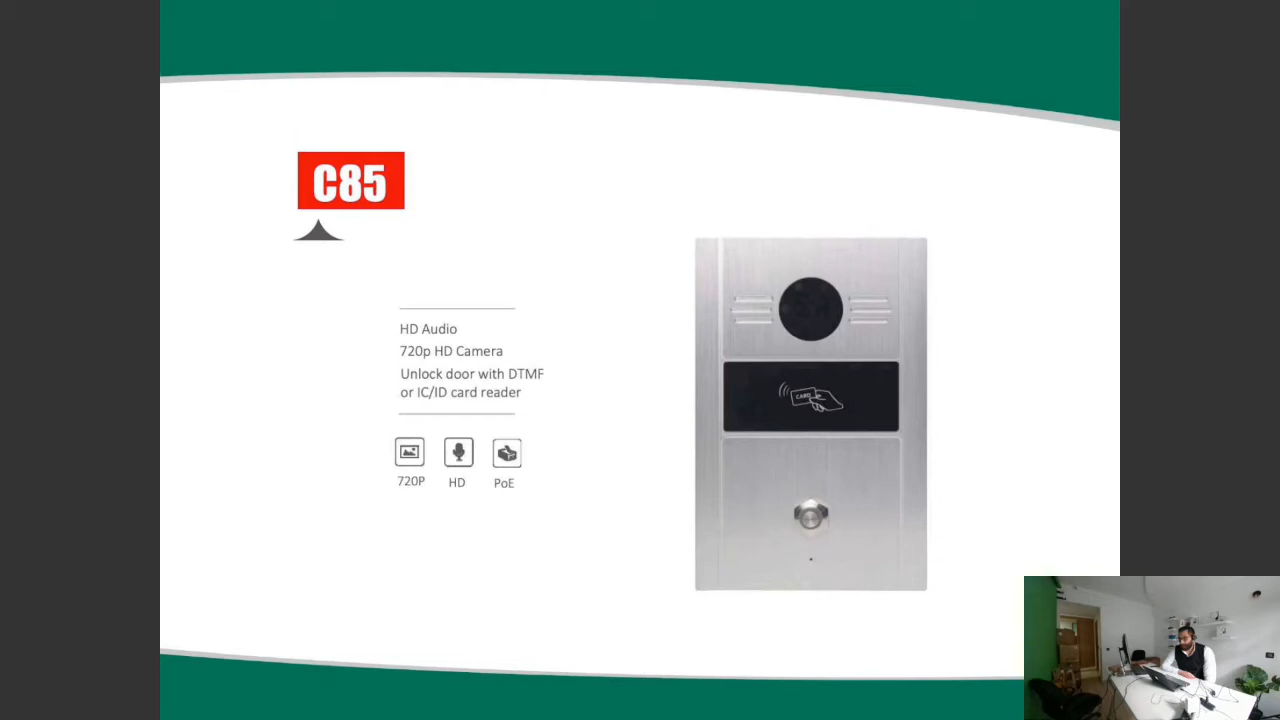 C85
HD Audio
720p HD Camera
Unlock door with DTMF
or IC/ID card reader
720P
HD
PoE
CARD